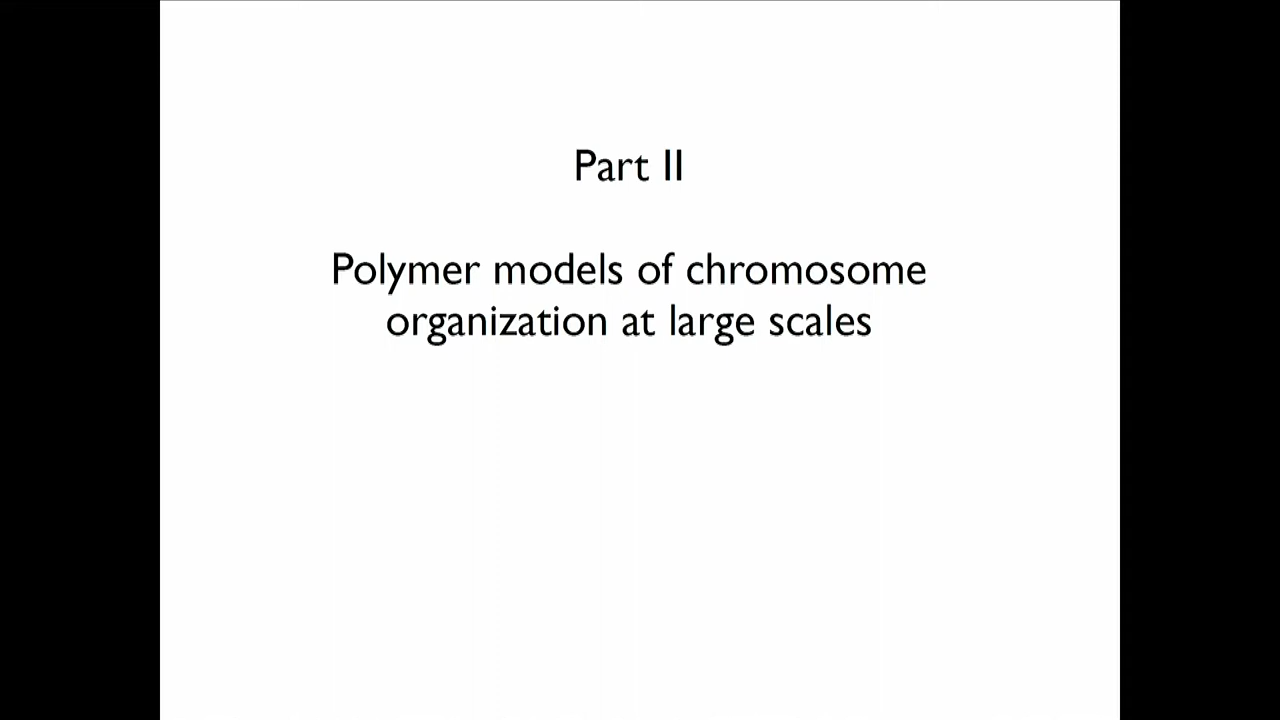 Part II
Polymer models of chromosome
organization at large scales